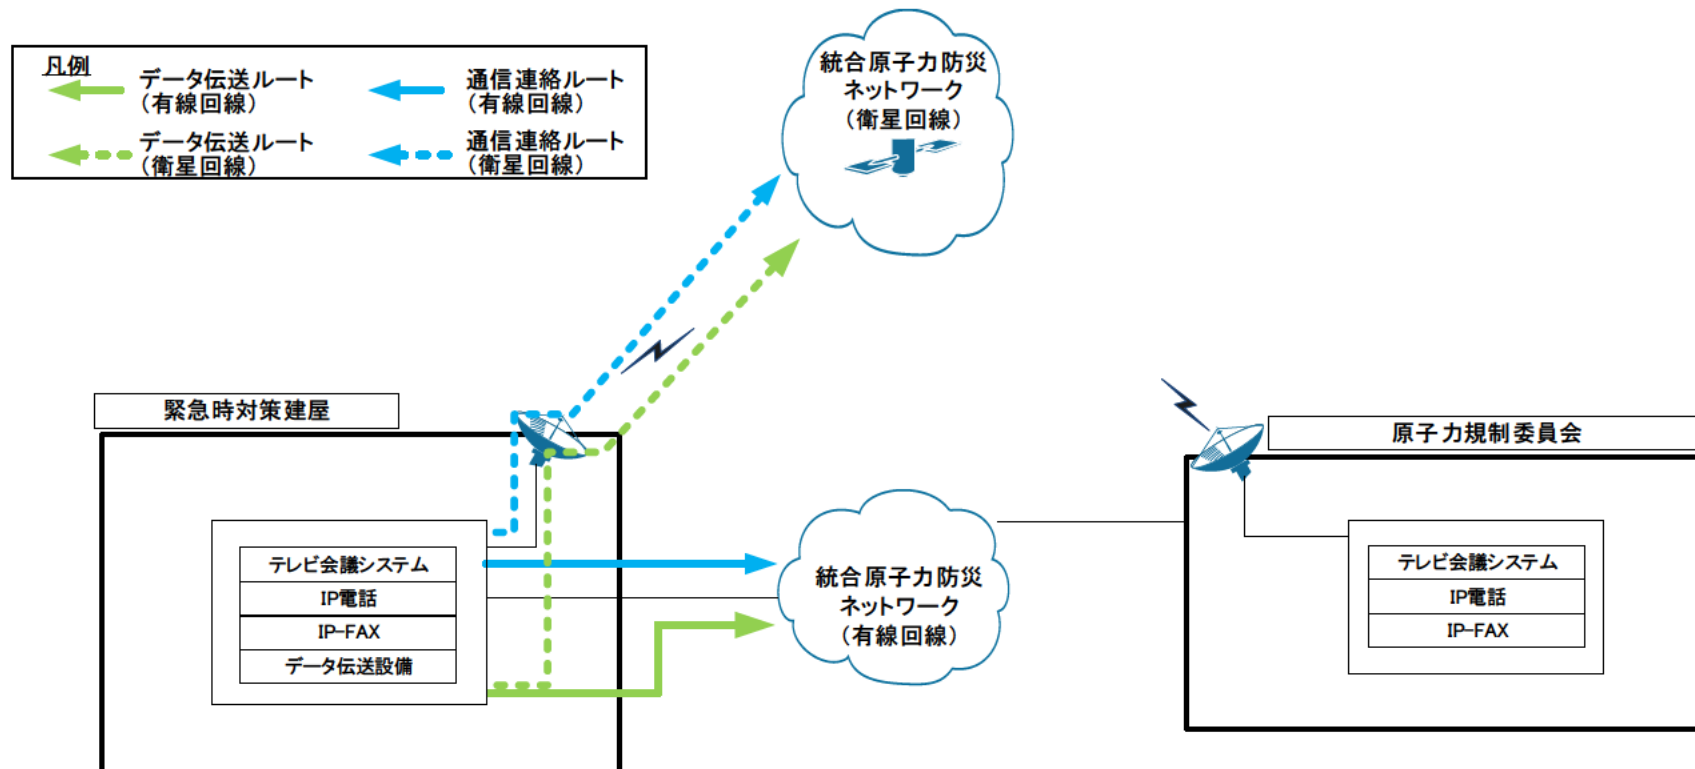 凡例
データ伝送ルート
（有線回線）
通信連絡ルート
（有線回線）
データ伝送ルート
（衛星回線）
通信連絡ルート
（衛星回線）
統合原子力防災
ネットワーク
（衛星回線）
緊急時対策建屋
テレビ会議システム
IP電話
IP-FAX
データ伝送設備
統合原子力防災
ネットワーク
（有線回線）
原子力規制委員会
テレビ会議システム
IP電話
IP-FAX